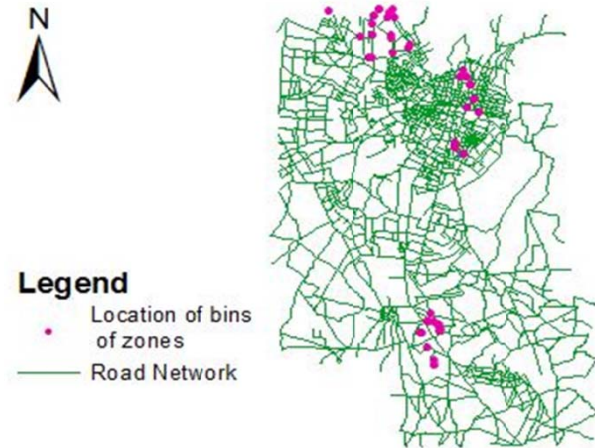 N
Legend
Location of bins
of zones
Road Network